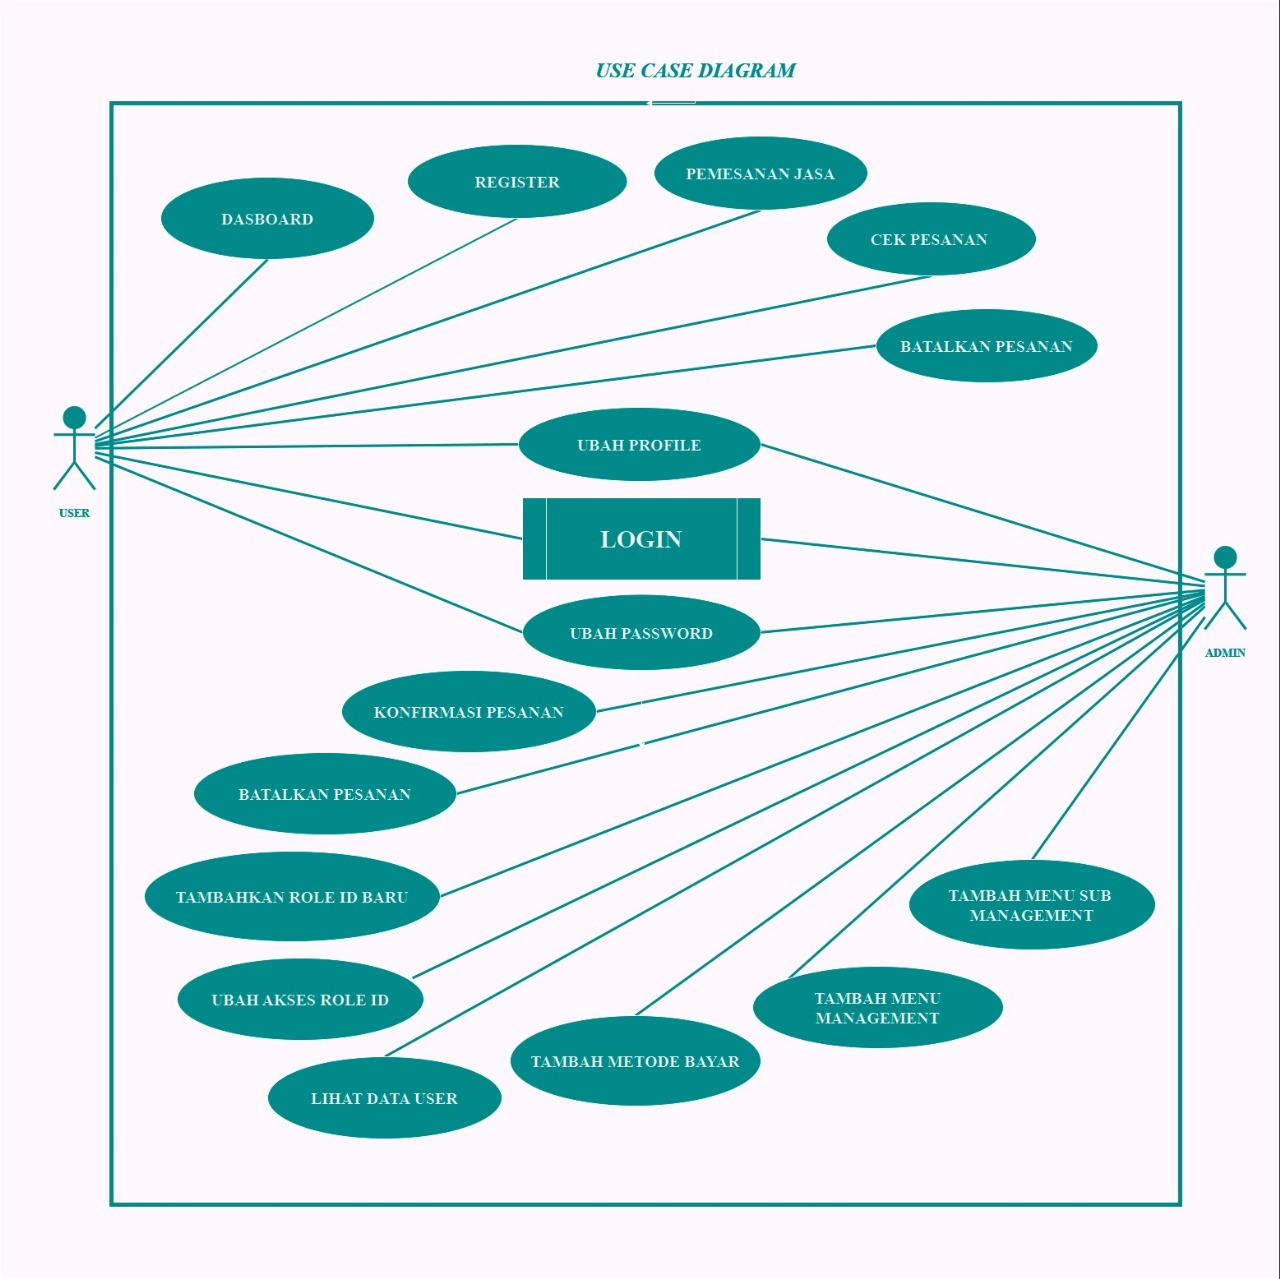 USE CASE DIAGRAM
PEMESANAN JASA
REGISTER
DASBOARD
CEK PESANAN
BATALKAN PESANAN
UBAH PROFILE
USER
LOGIN
UBAH PASSWORD
ADMIN
KONFIRMASI PESANAN
BATALKAN PESANAN
TAMBAHKAN ROLE ID BARU
TAMBAH MENU SUB
MANAGEMENT
UBAH AKSES ROLE ID
TAMBAH MENU
MANAGEMENT
TAMBAH METODE BAYAR
LIHAT DATA USER